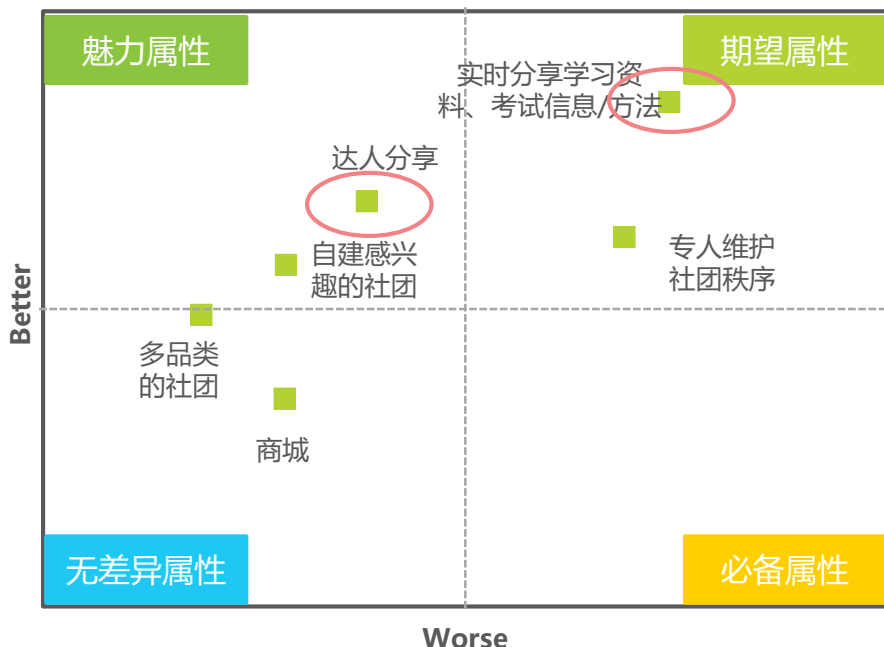 魅力属性
期望属性
实时分享学习资
料、考试信息/方法
达人分享
自建感兴
趣的社团
专人维护
社团秩序
Better
多品类
的社团
商城
无差异属性
必备属性
Worse